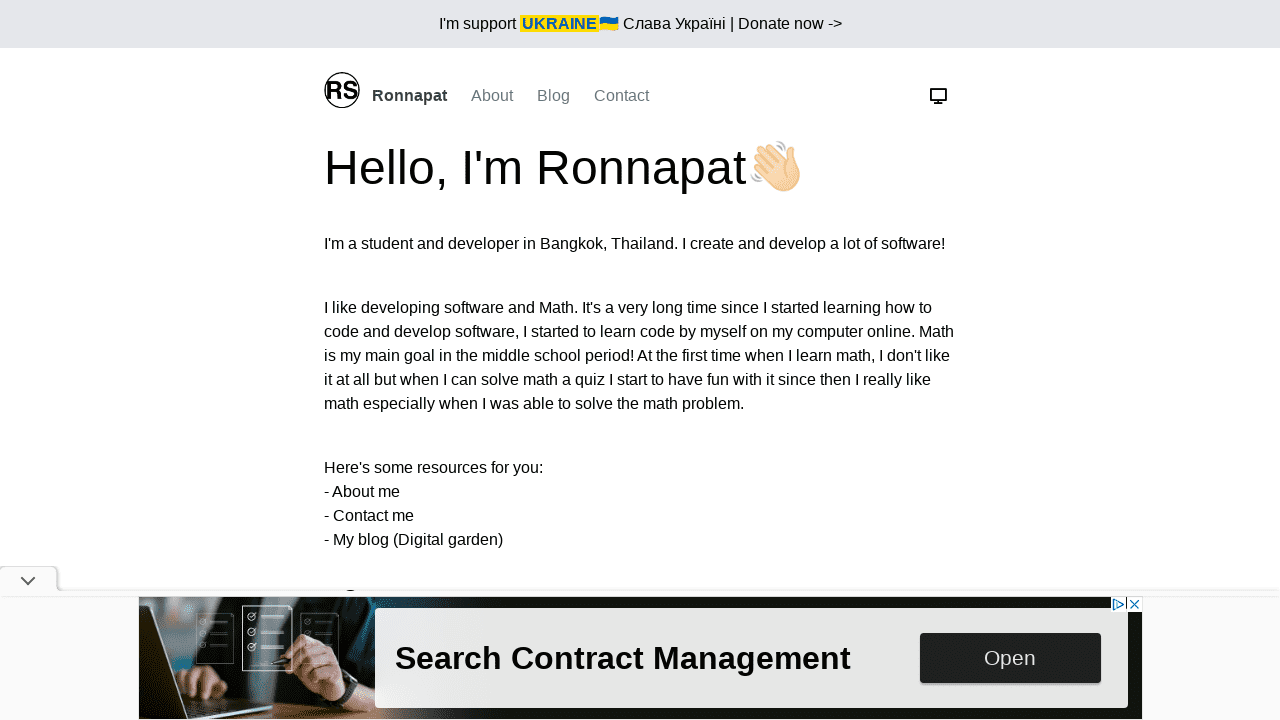 I'm support UKRAINE🇺🇦 Слава Україні | Donate now ->
RS Ronnapat About Blog Contact
Hello, I'm Ronnapat👋🏻
I'm a student and developer in Bangkok, Thailand. I create and develop a lot of software!
I like developing software and Math. It's a very long time since I started learning how to
code and develop software, I started to learn code by myself on my computer online. Math
is my main goal in the middle school period! At the first time when I learn math, I don't like
it at all but when I can solve math a quiz I start to have fun with it since then I really like
math especially when I was able to solve the math problem.
Here's some resources for you:
- About me
- Contact me
- My blog (Digital garden)
Search Contract Management
Open